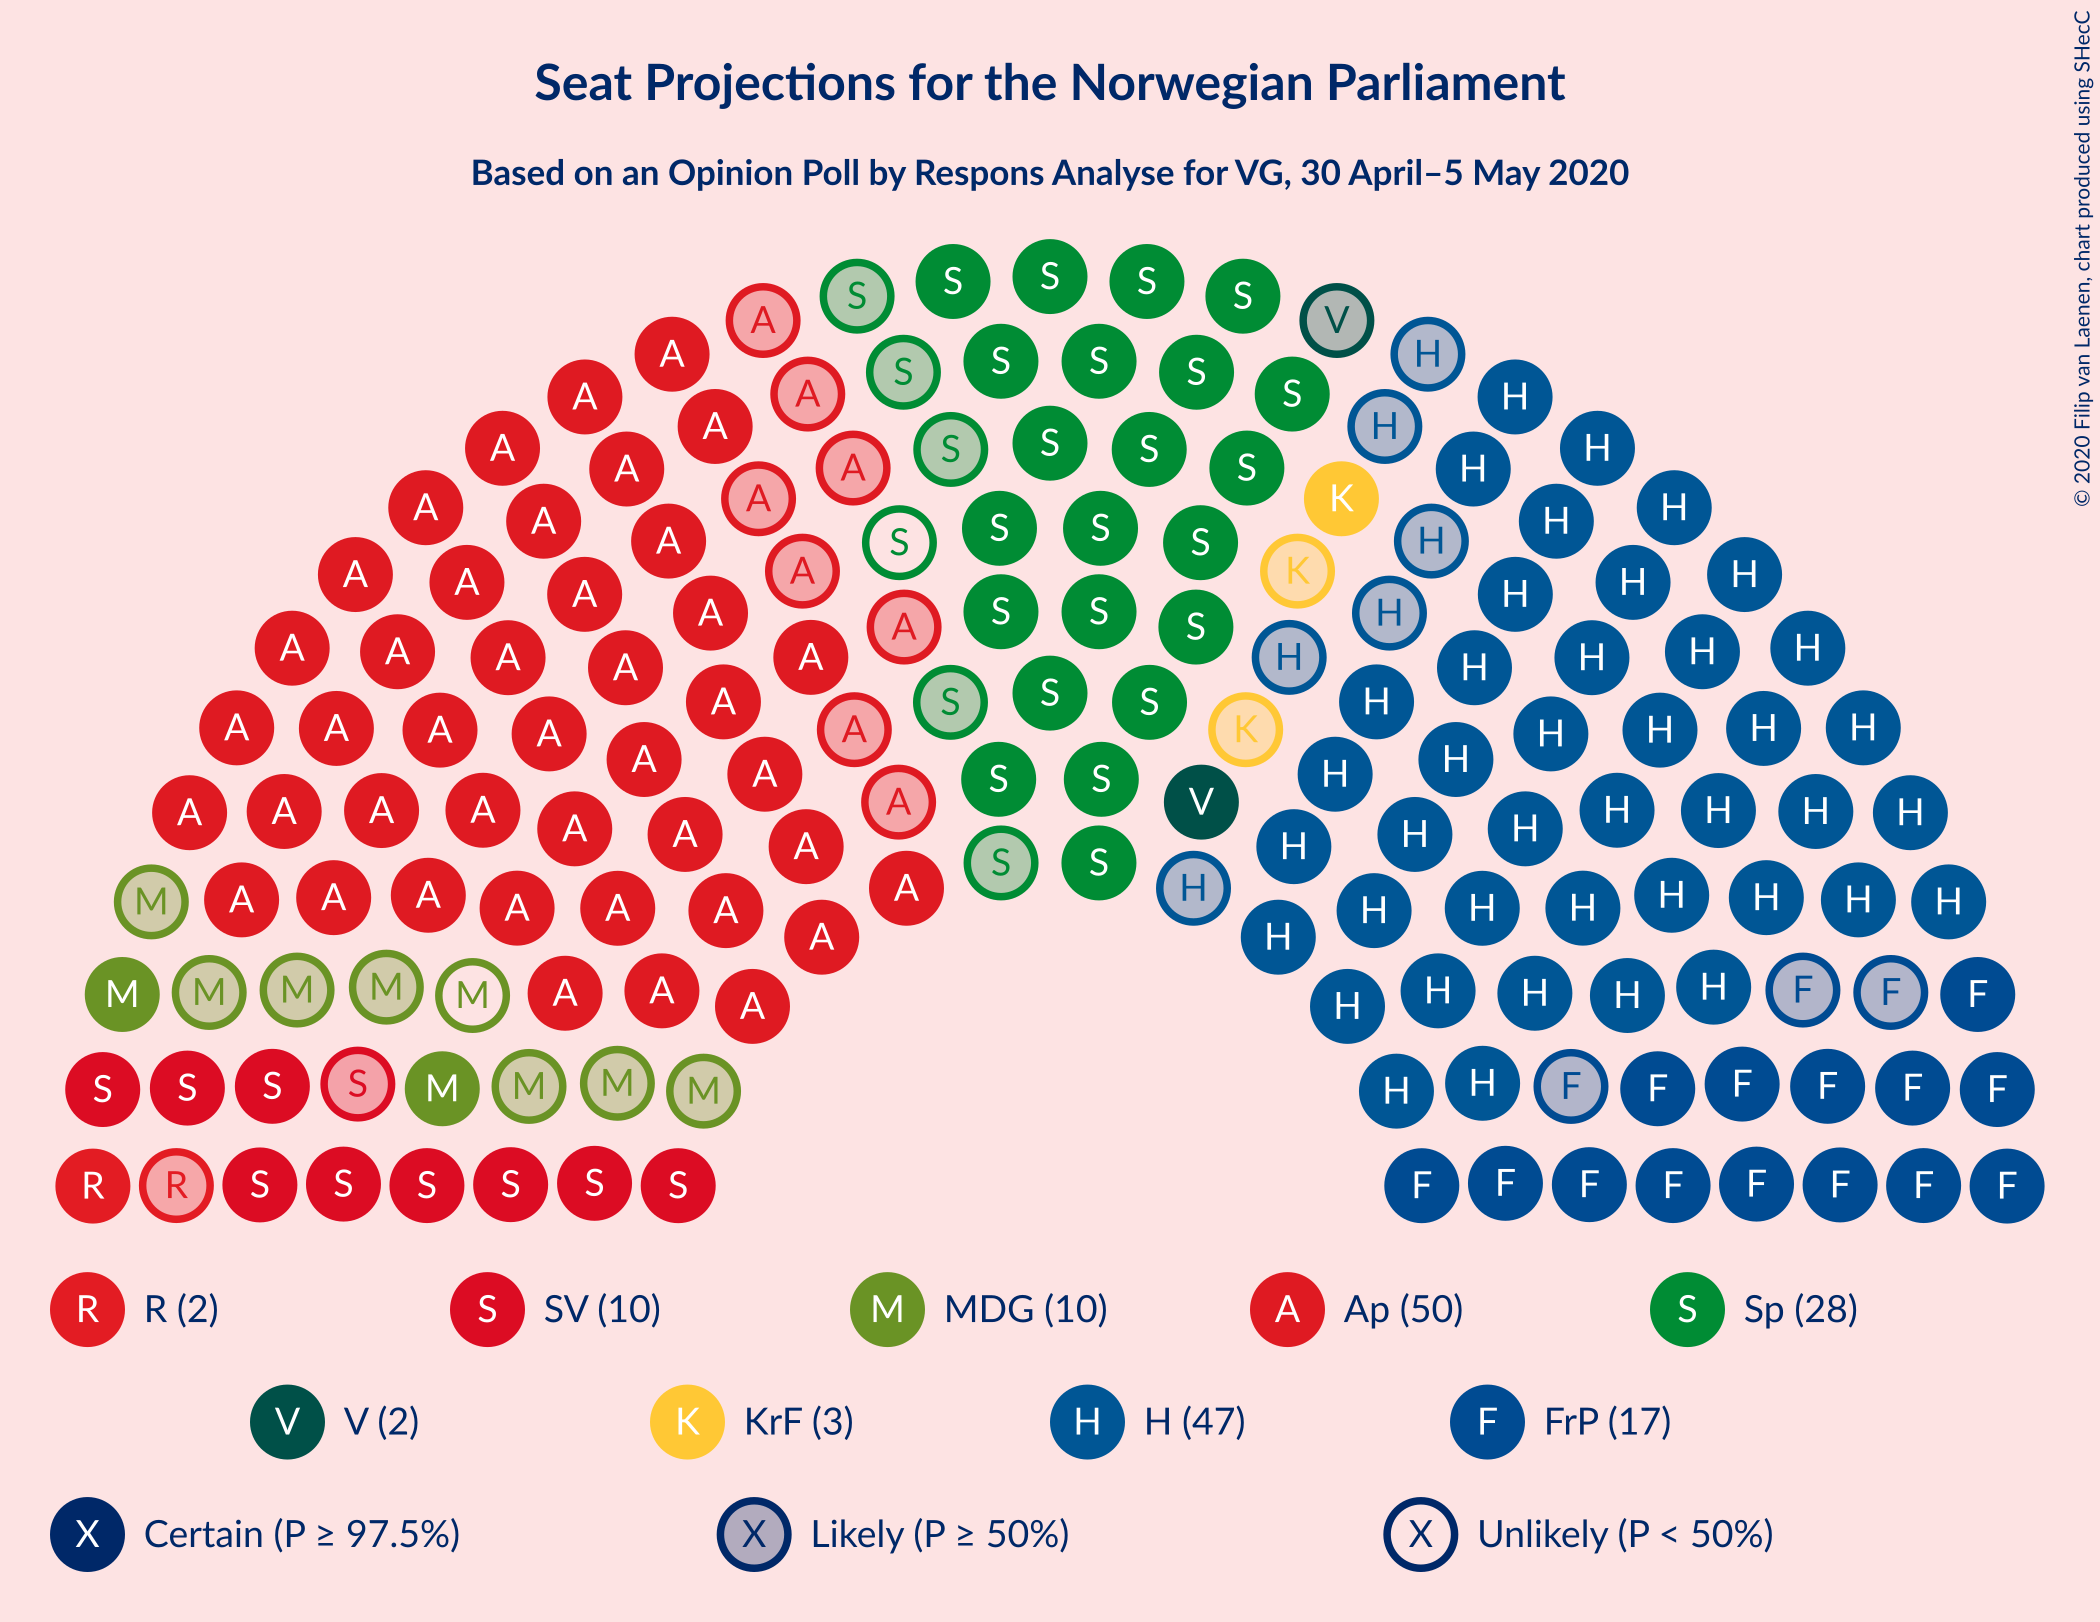 Seat Projections for the Norwegian Parliament
Based on an Opinion Poll by Respons Analyse for VG, 30 April–5 May 2020
© 2020 Filip van Laenen, chart produced using SHecC
S S S S S
A V
A H
A S S S S S H
A A H H
A S S S S H
A A A H H H
A A A K H H
A S S S S H
A A A K H H
A A S S S H H
A A A A H H H H
A A A S S S K H H H H
A A A A A H H H H H
A A A S S V H H H
A A A A A A H H H H H H
M A A A A A A A S S H H H H H H H H
A H
M M M M M A A A H H H H H F F F
S S S S M M M M H H F F F F F F
R R S S S S S S F F F F F F F F
R R (2) S SV (10) M MDG (10) A Ap (50) S Sp (28)
V V (2) K KrF (3) H H (47) F FrP (17)
X Certain (P ≥ 97.5%) X Likely (P ≥ 50%) X Unlikely (P < 50%)